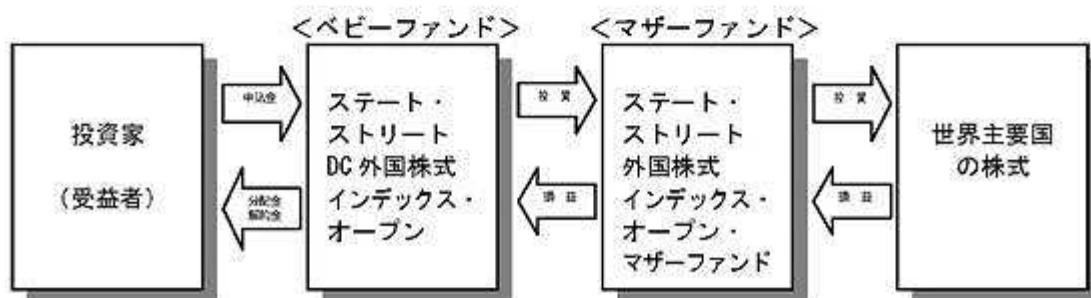 <ベビーファンド>
<マザーファンド>
投資家
(受益者)
申込金
分配金
解約金
ステート・
ストリート
DC外国株式
インデックス・
オープン
投 資
損 益
ステート・
ストリート
外国株式
インデックス・
オープン・
マザーファンド
投 資
損 益
世界主要国
の株式